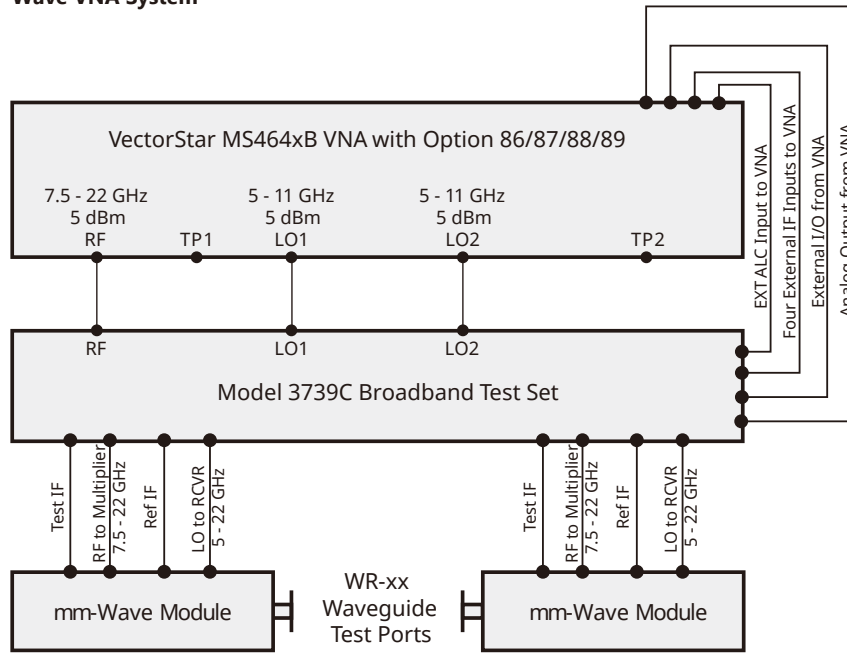 Wave VNA System
VectorStar MS464xB VNA with Option 86/87/88/89
7.5 - 22 GHz
5 dBm
RF
TP1
5 - 11 GHz
5 dBm
LO1
5 - 11 GHz
5 dBm
LO2
TP2
EXT ALC Input to VNA
Four External IF Inputs to VNA
External I/O from VNA
Analog Output from VNA
RF
LO1
LO2
Model 3739C Broadband Test Set
Test IF
RF to Multiplier
7.5 - 22 GHz
Ref IF
LO to RCVR
5 - 22 GHz
Test IF
RF to Multiplier
7.5 - 22 GHz
Ref IF
LO to RCVR
5 - 22 GHz
mm-Wave Module
WR-xx
Waveguide
Test Ports
mm-Wave Module